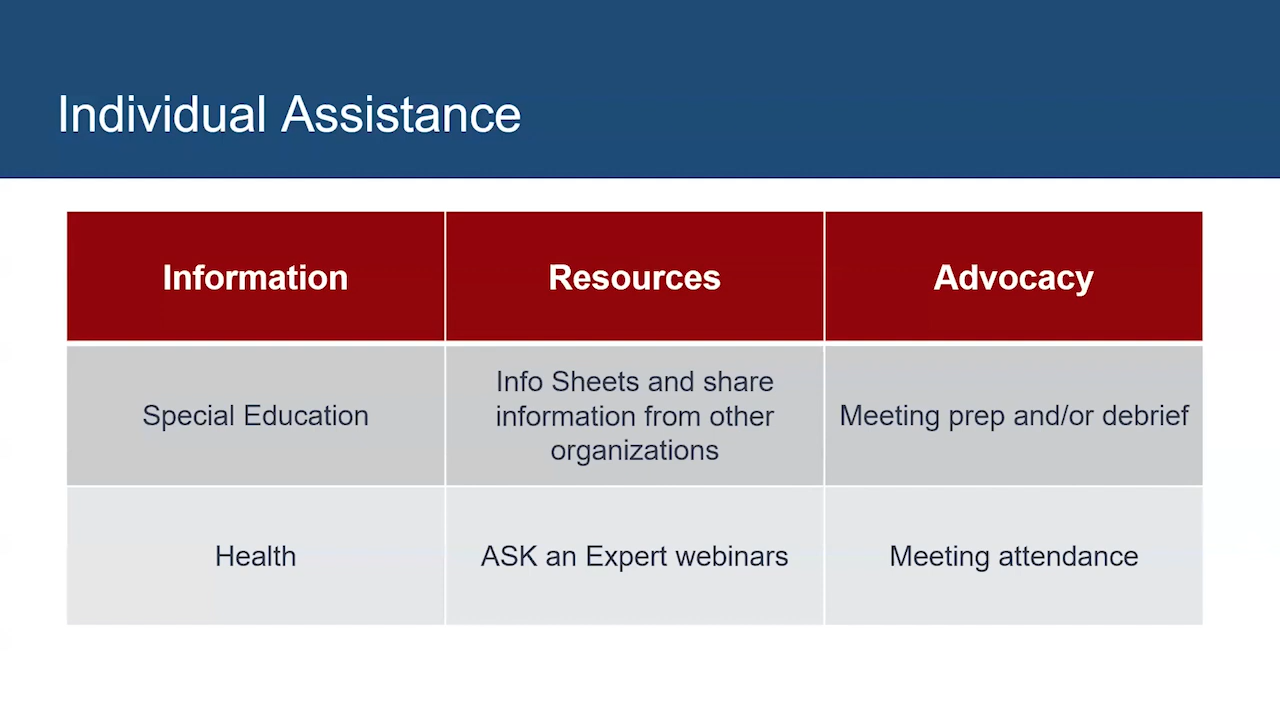 Individual Assistance
Information
Resources
Advocacy
Special Education
Info Sheets and share
information from other
organizations
Meeting prep and/or debrief
Health
ASK an Expert webinars
Meeting attendance